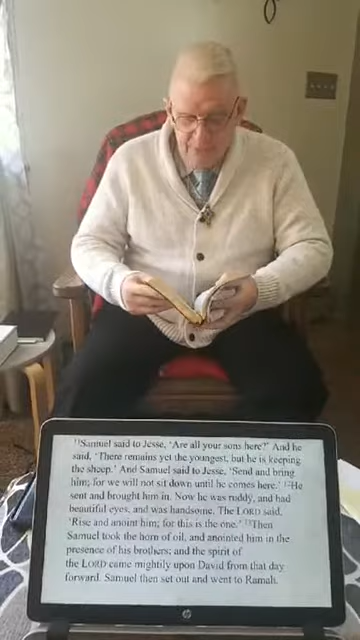 ¹¹Samuel said to Jesse, 'Are all your sons here?' And he
said, 'There remains yet the youngest, but he is keeping
the sheep.' And Samuel said to Jesse, 'Send and bring
him; for we will not sit down until he comes here.' ¹²He
sent and brought him in. Now he was ruddy, and had
beautiful eyes, and was handsome. The LORD said,
'Rise and anoint him; for this is the one.' ¹³Then
Samuel took the horn of oil, and anointed him in the
presence of his brothers; and the spirit of
the LORD came mightily upon David from that day
forward. Samuel then set out and went to Ramah.